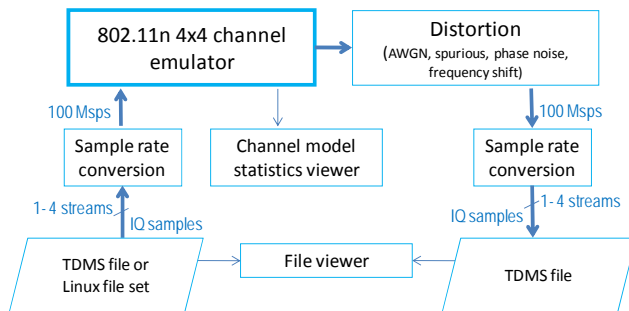 802.11n 4x4 channel
emulator
Distortion
(AWGN, spurious, phase noise,
frequency shift)
100 Msps
100 Msps
Sample rate
conversion
Channel model
statistics viewer
Sample rate
conversion
1- 4 streams
IQ samples
1- 4 streams
IQ samples
TDMS file or
Linux file set
File viewer
TDMS file